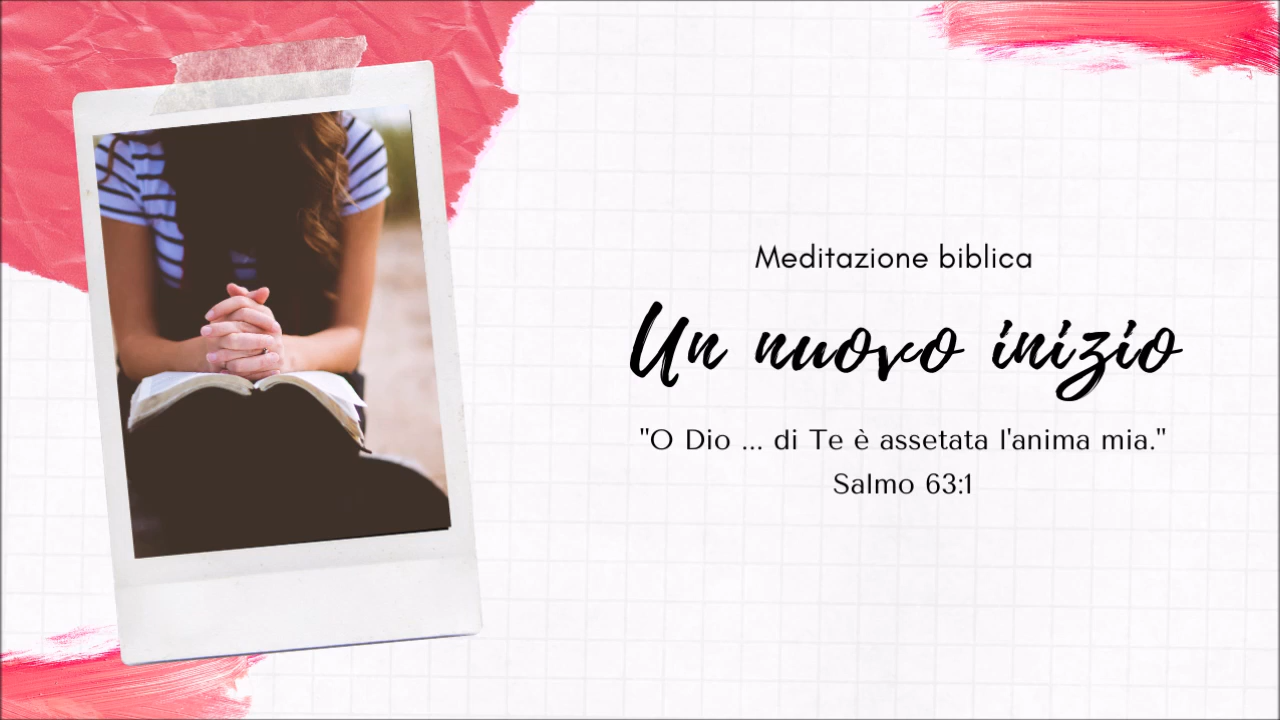 Meditazione biblica
Un nuovo inizio
"O Dio ... di Te è assetata l'anima mia."
Salmo 63:1